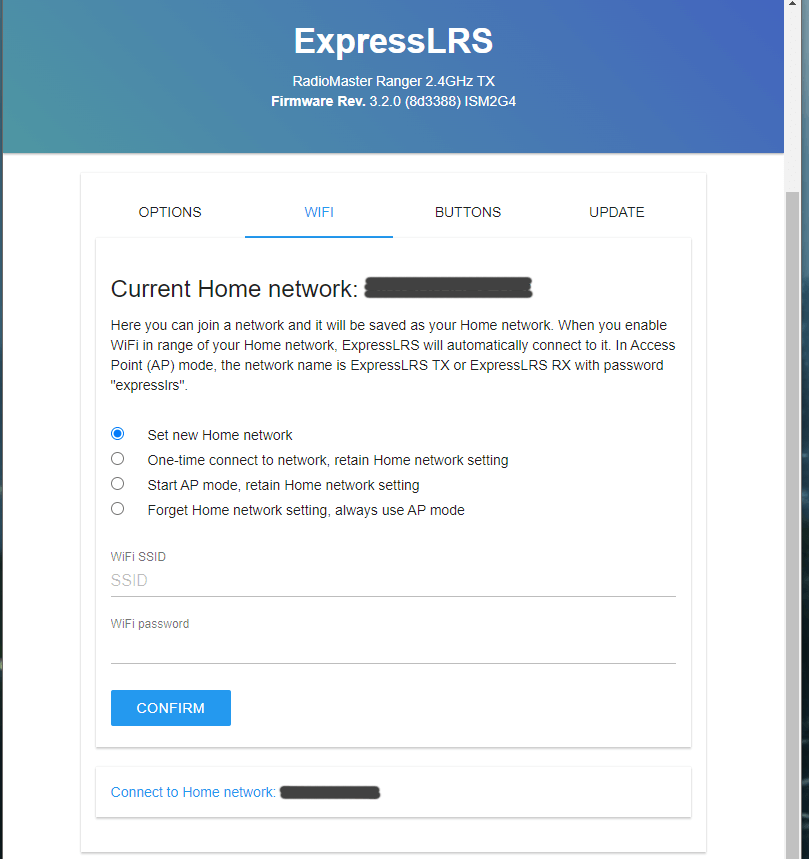 ExpressLRS
RadioMaster Ranger 2.4GHz TX
Firmware Rev. 3.2.0 (8d3388) ISM2G4
OPTIONS WIFI BUTTONS UPDATE
Current Home network:
Here you can join a network and it will be saved as your Home network. When you enable
WiFi in range of your Home network, ExpressLRS will automatically connect to it. In Access
Point (AP) mode, the network name is ExpressLRS TX or ExpressLRS RX with password
"expresslrs".
Set new Home network
One-time connect to network, retain Home network setting
Start AP mode, retain Home network setting
Forget Home network setting, always use AP mode
WiFi SSID
SSID
WiFi password
CONFIRM
Connect to Home network: